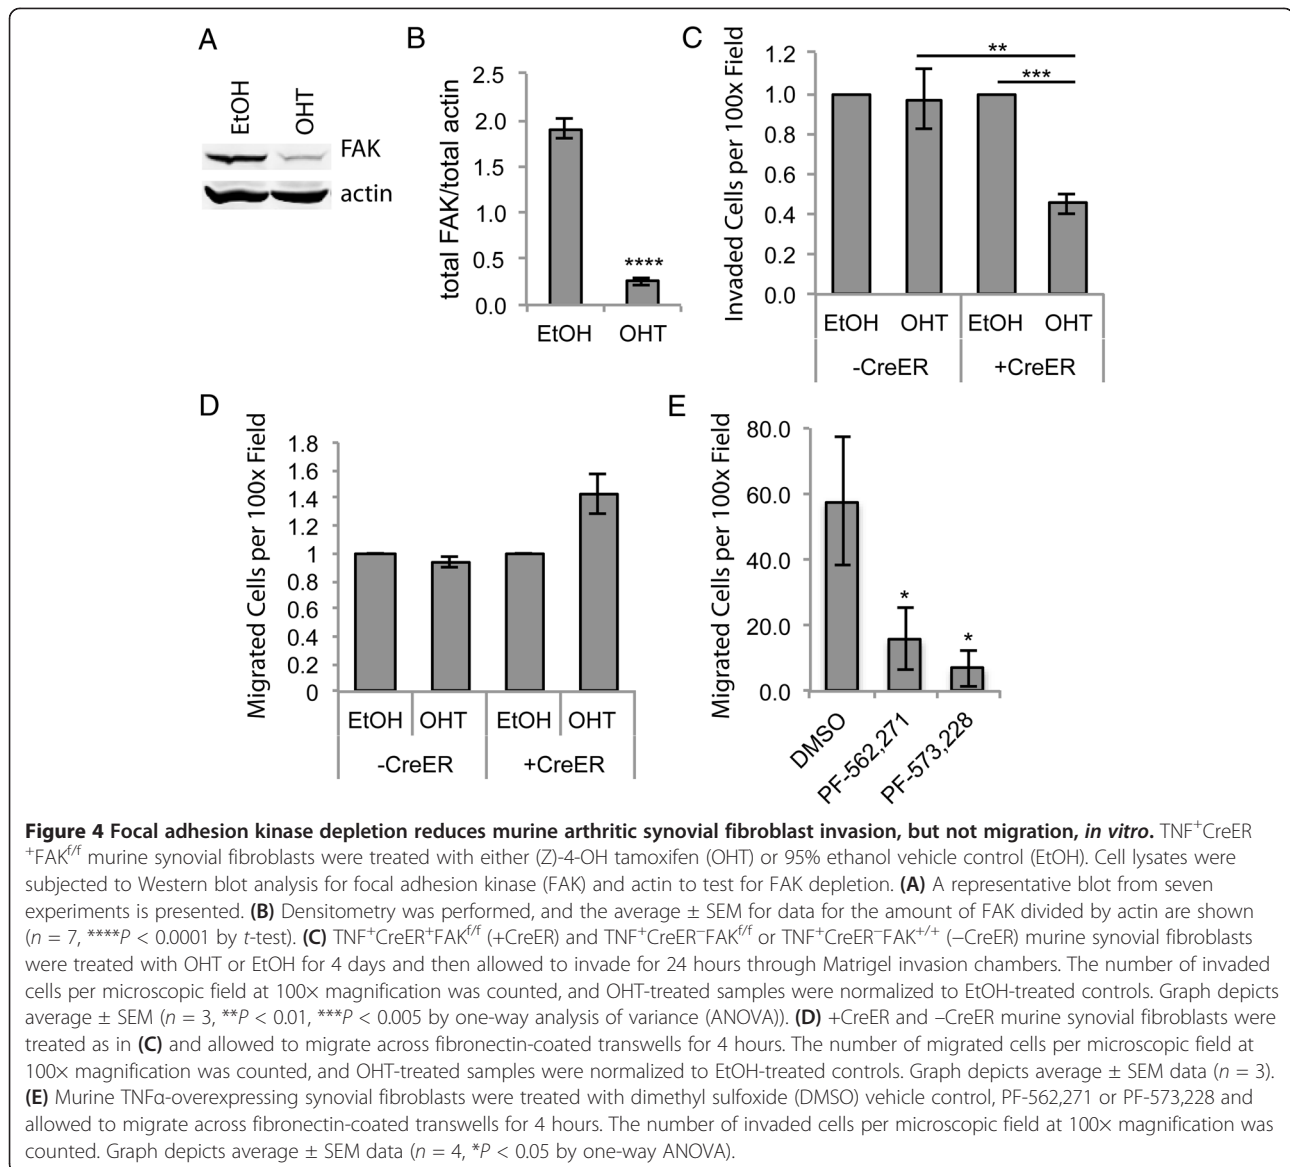 A
EtOH
OHT
FAK
actin
B
total FAK/total actin
2.5
2.0
1.5
1.0
0.5
0.0
****
EtOH
OHT
C
Invaded Cells per 100x Field
1.2
1.0
0.8
0.6
0.4
0.2
0.0
**
***
EtOH
OHT
EtOH
OHT
-CreER
+CreER
D
Migrated Cells per 100x Field
1.8
1.6
1.4
1.2
1
0.8
0.6
0.4
0.2
0
EtOH
OHT
EtOH
OHT
-CreER
+CreER
E
Migrated Cells per 100x Field
80.0
60.0
40.0
20.0
0.0
*
*
DMSO
PF-562,271
PF-573,228
Figure 4 Focal adhesion kinase depletion reduces murine arthritic synovial fibroblast invasion, but not migration, in vitro. TNF⁺CreER
⁺FAKᶠ/ᶠ murine synovial fibroblasts were treated with either (Z)-4-OH tamoxifen (OHT) or 95% ethanol vehicle control (EtOH). Cell lysates were
subjected to Western blot analysis for focal adhesion kinase (FAK) and actin to test for FAK depletion. (A) A representative blot from seven
experiments is presented. (B) Densitometry was performed, and the average ± SEM for data for the amount of FAK divided by actin are shown
(n = 7, ****P < 0.0001 by t-test). (C) TNF⁺CreER⁺FAKᶠ/ᶠ (+CreER) and TNF⁺CreER⁻FAKᶠ/ᶠ or TNF⁺CreER⁻FAK⁺/⁺ (−CreER) murine synovial fibroblasts
were treated with OHT or EtOH for 4 days and then allowed to invade for 24 hours through Matrigel invasion chambers. The number of invaded
cells per microscopic field at 100× magnification was counted, and OHT-treated samples were normalized to EtOH-treated controls. Graph depicts
average ± SEM (n = 3, **P < 0.01, ***P < 0.005 by one-way analysis of variance (ANOVA)). (D) +CreER and –CreER murine synovial fibroblasts were
treated as in (C) and allowed to migrate across fibronectin-coated transwells for 4 hours. The number of migrated cells per microscopic field at
100× magnification was counted, and OHT-treated samples were normalized to EtOH-treated controls. Graph depicts average ± SEM data (n = 3).
(E) Murine TNFα-overexpressing synovial fibroblasts were treated with dimethyl sulfoxide (DMSO) vehicle control, PF-562,271 or PF-573,228 and
allowed to migrate across fibronectin-coated transwells for 4 hours. The number of invaded cells per microscopic field at 100× magnification was
counted. Graph depicts average ± SEM data (n = 4, *P < 0.05 by one-way ANOVA).